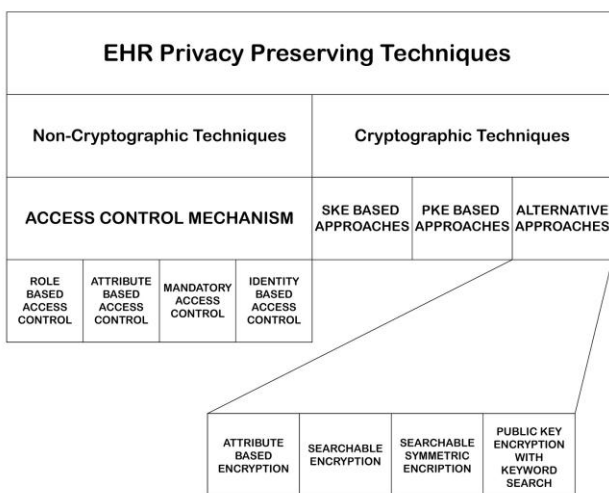 EHR Privacy Preserving Techniques
Non-Cryptographic Techniques
Cryptographic Techniques
ACCESS CONTROL MECHANISM
SKE BASED
APPROACHES
PKE BASED
APPROACHES
ALTERNATIVE
APPROACHES
ROLE
BASED
ACCESS
CONTROL
ATTRIBUTE
BASED
ACCESS
CONTROL
MANDATORY
ACCESS
CONTROL
IDENTITY
BASED
ACCESS
CONTROL
ATTRIBUTE
BASED
ENCRYPTION
SEARCHABLE
ENCRYPTION
SEARCHABLE
SYMMETRIC
ENCRIPTION
PUBLIC KEY
ENCRYPTION
WITH
KEYWORD
SEARCH